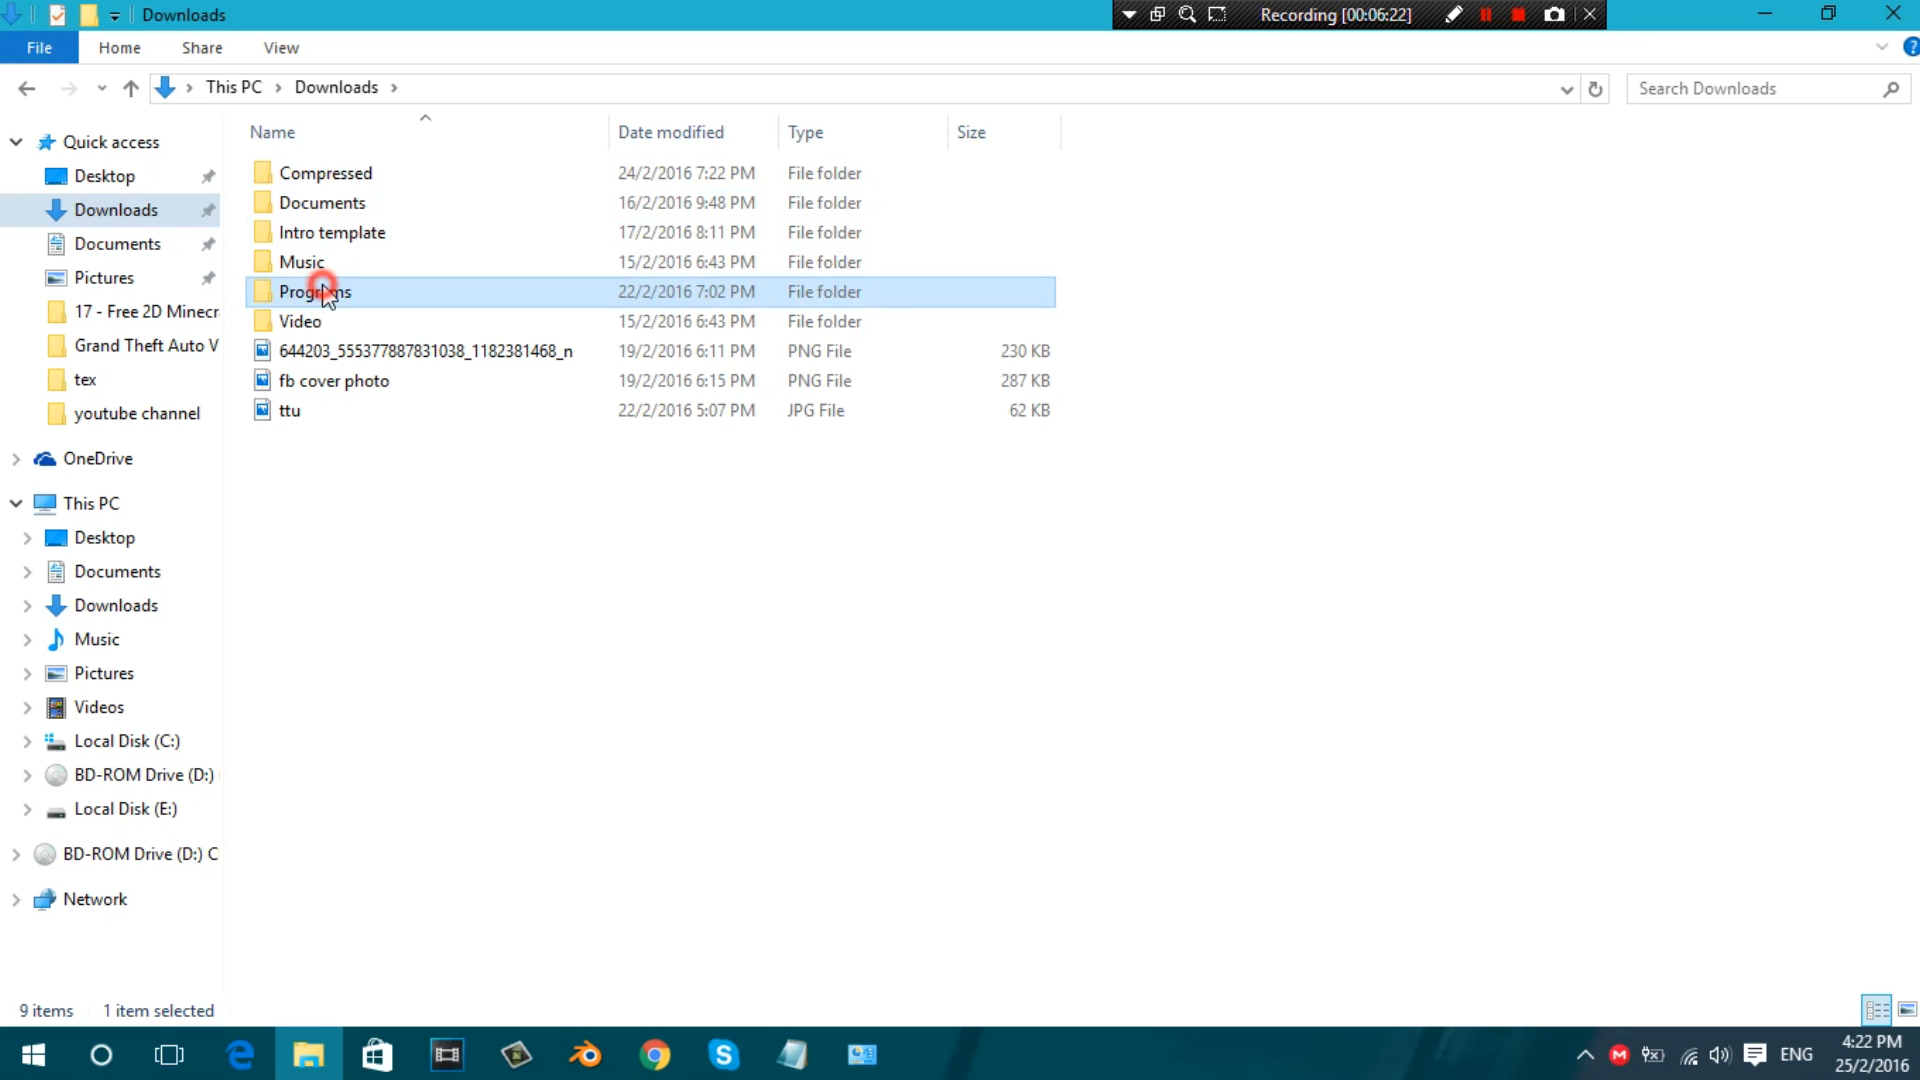 Downloads
Recording [00:06:22]
File Home Share View
This PC Downloads
Search Downloads
Name Date modified Type Size
Quick access
Desktop
Downloads
Documents
Pictures
17 - Free 2D Minecr
Grand Theft Auto V
tex
youtube channel
OneDrive
This PC
Desktop
Documents
Downloads
Music
Pictures
Videos
Local Disk (C:)
BD-ROM Drive (D:)
Local Disk (E:)
BD-ROM Drive (D:) C
Network
Compressed 24/2/2016 7:22 PM File folder
Documents 16/2/2016 9:48 PM File folder
Intro template 17/2/2016 8:11 PM File folder
Music 15/2/2016 6:43 PM File folder
Programs 22/2/2016 7:02 PM File folder
Video 15/2/2016 6:43 PM File folder
644203_555377887831038_1182381468_n 19/2/2016 6:11 PM PNG File 230 KB
fb cover photo 19/2/2016 6:15 PM PNG File 287 KB
ttu 22/2/2016 5:07 PM JPG File 62 KB
9 items 1 item selected
ENG
4:22 PM
25/2/2016